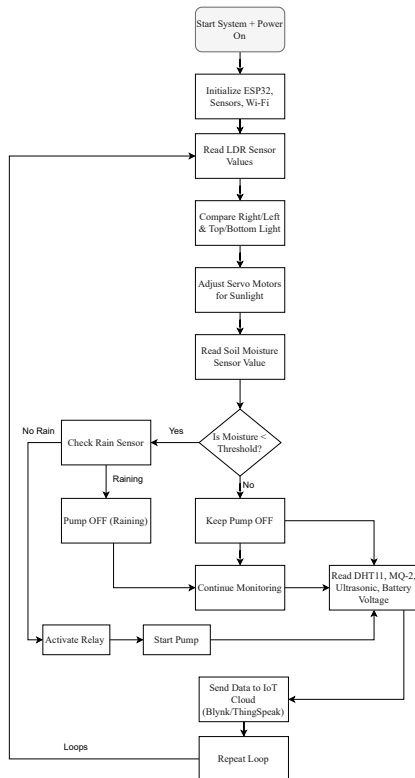 Start System + Power
On
Initialize ESP32,
Sensors, Wi-Fi
Read LDR Sensor
Values
Compare Right/Left
& Top/Bottom Light
Adjust Servo Motors
for Sunlight
Read Soil Moisture
Sensor Value
Is Moisture <
Threshold?
Yes
No Rain
Check Rain Sensor
Raining
No
Pump OFF (Raining)
Keep Pump OFF
Continue Monitoring
Read DHT11, MQ-2,
Ultrasonic, Battery
Voltage
Activate Relay
Start Pump
Send Data to IoT
Cloud
(Blynk/ThingSpeak)
Repeat Loop
Loops